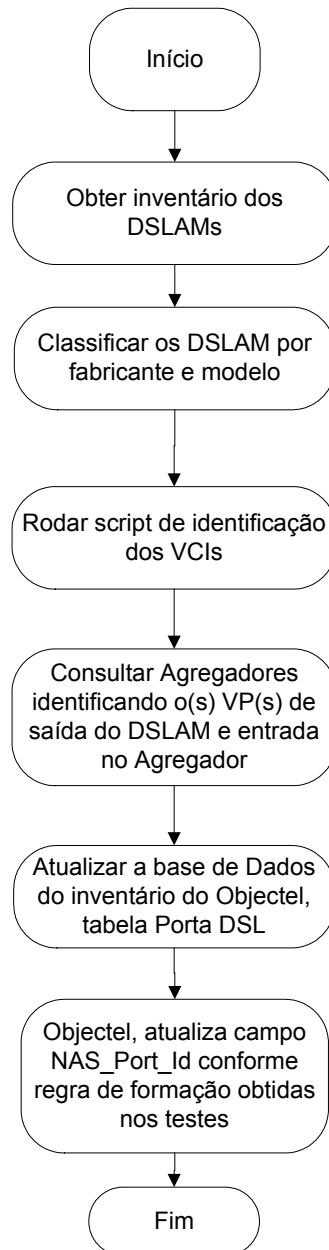 Início
Obter inventário dos
DSLAMs
Classificar os DSLAM por
fabricante e modelo
Rodar script de identificação
dos VCIs
Consultar Agregadores
identificando o(s) VP(s) de
saída do DSLAM e entrada
no Agregador
Atualizar a base de Dados
do inventário do Objectel,
tabela Porta DSL
Objectel, atualiza campo
NAS_Port_Id conforme
regra de formação obtidas
nos testes
Fim